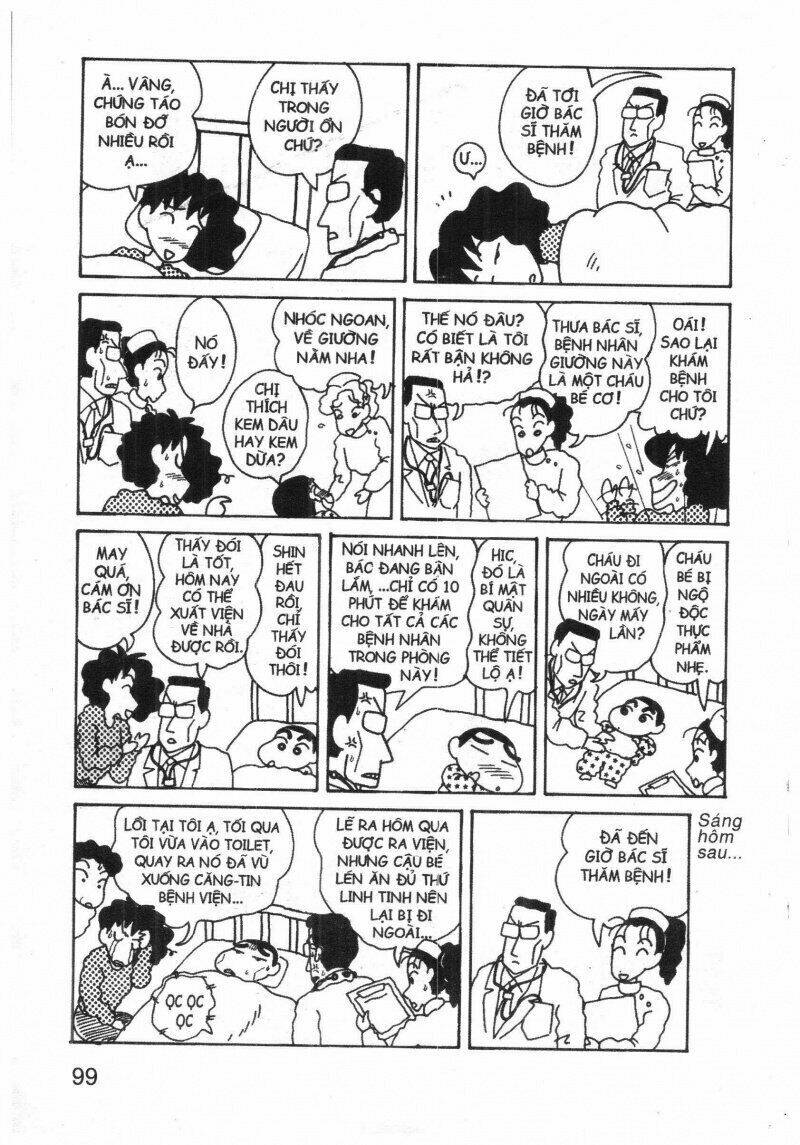 ĐÃ TỚI
GIỜ BÁC
SĨ THĂM
BỆNH!
Ư...
CHỊ THẤY
TRONG
NGƯỜI ỔN
CHỨ?
À... VÂNG,
CHỨNG TÁO
BÓN ĐỠ
NHIỀU RỒI
Ạ...
OÁI!
SAO LẠI
KHÁM
BỆNH
CHO TÔI
CHỨ?
THƯA BÁC SĨ,
BỆNH NHÂN
GIƯỜNG NÀY
LÀ MỘT CHÁU
BÉ CƠ!
THẾ NÓ ĐÂU?
CÓ BIẾT LÀ TÔI
RẤT BẬN KHÔNG
HẢ!?
NHÓC NGOAN,
VỀ GIƯỜNG
NẰM NHA!
CHỊ
THÍCH
KEM DÂU
HAY KEM
DỪA?
NÓ
ĐẤY!
CHÁU
BÉ BỊ
NGỘ
ĐỘC
THỰC
PHẨM
NHẸ.
CHÁU ĐI
NGOÀI CÓ
NHIỀU KHÔNG,
NGÀY MẤY
LẦN?
HIC,
ĐÓ LÀ
BÍ MẬT
QUÂN
SỰ,
KHÔNG
THỂ TIẾT
LỘ Ạ!
NÓI NHANH LÊN,
BÁC ĐANG BẬN
LẮM, ...CHỈ CÓ 10
PHÚT ĐỂ KHÁM
CHO TẤT CẢ CÁC
BỆNH NHÂN
TRONG PHÒNG
NÀY!
SHIN
HẾT
ĐAU
RỒI,
CHỈ
THẤY
ĐÓI
THÔI!
THẤY ĐÓI
LÀ TỐT,
HÔM NAY
CÓ THỂ
XUẤT VIỆN
VỀ NHÀ
ĐƯỢC RỒI.
MAY
QUÁ,
CÁM ƠN
BÁC SĨ!
Sáng
hôm
sau...
ĐÃ ĐẾN
GIỜ BÁC SĨ
THĂM BỆNH!
LẼ RA HÔM QUA
ĐƯỢC RA VIỆN,
NHƯNG CẬU BÉ
LÉN ĂN ĐỦ THỨ
LINH TINH NÊN
LẠI BỊ ĐI
NGOÀI...
LỖI TẠI TÔI Ạ, TỐI QUA
TÔI VỪA VÀO TOILET,
QUAY RA NÓ ĐÃ VÙ
XUỐNG CĂNG-TIN
BỆNH VIỆN...
ỌC ỌC
ỌC
99